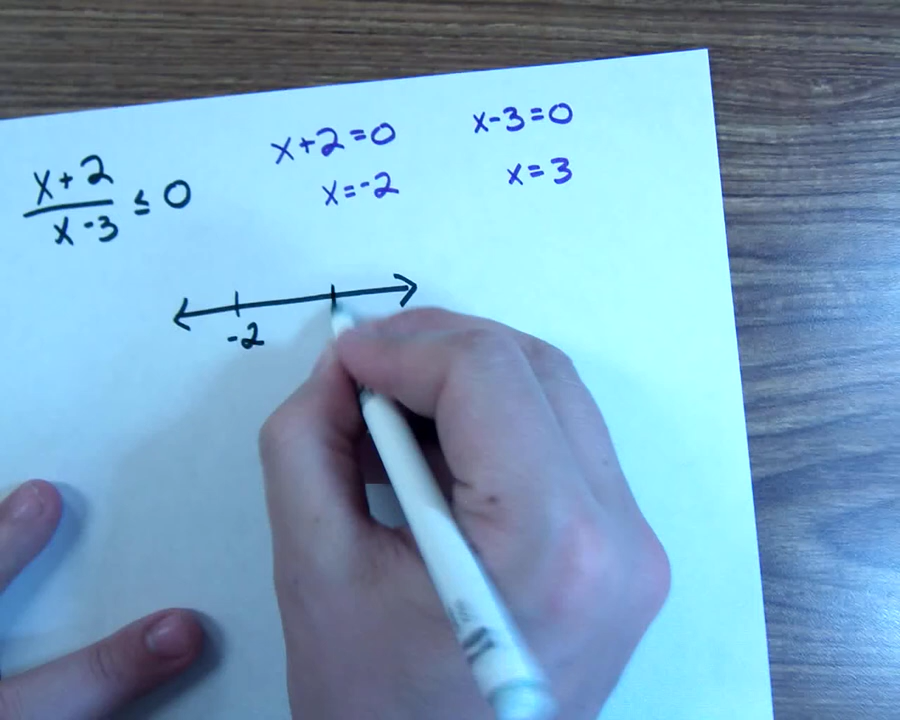 x+2=0 x-3=0
x=-2 x=3
x+2
x-3 ≤ 0
-2